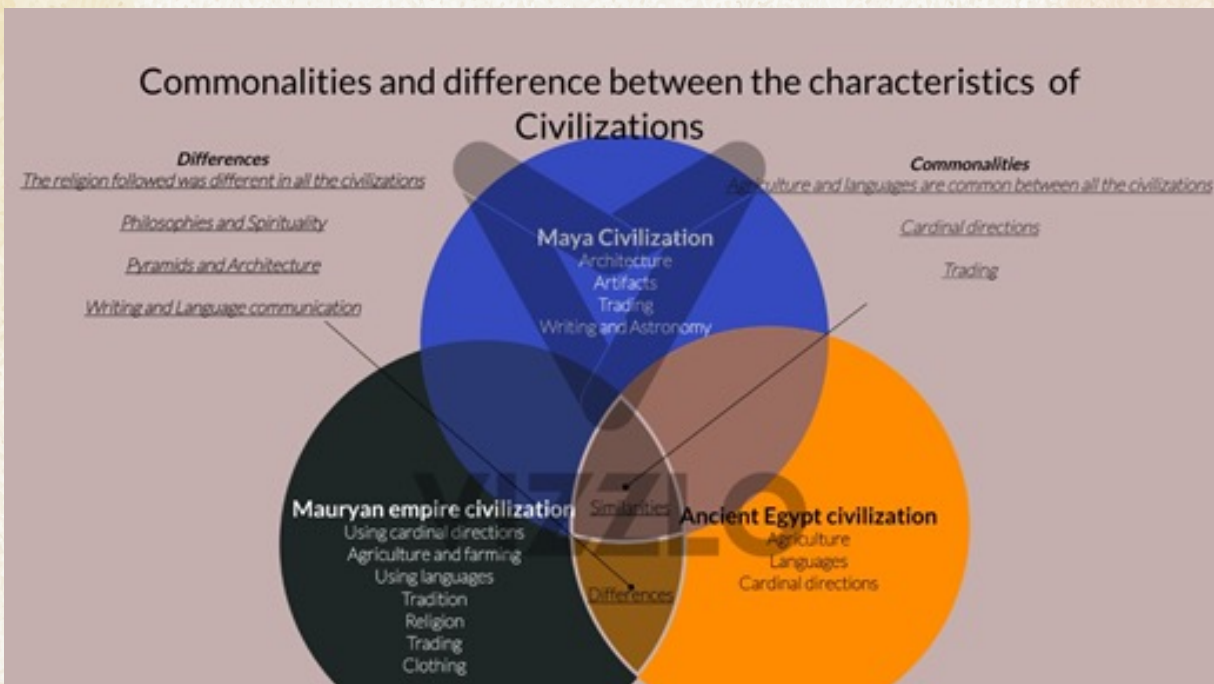 Commonalities and difference between the characteristics of
Civilizations
Differences
The religion followed was different in all the civilizations
Philosophies and Spirituality
Pyramids and Architecture
Writing and Language communication
Commonalities
Agriculture and languages are common between all the civilizations
Cardinal directions
Trading
Maya Civilization
Architecture
Artifacts
Trading
Writing and Astronomy
Mauryan empire civilization
Using cardinal directions
Agriculture and farming
Using languages
Tradition
Religion
Trading
Clothing
Similarities
Differences
Ancient Egypt civilization
Agriculture
Languages
Cardinal directions
VIZZLO